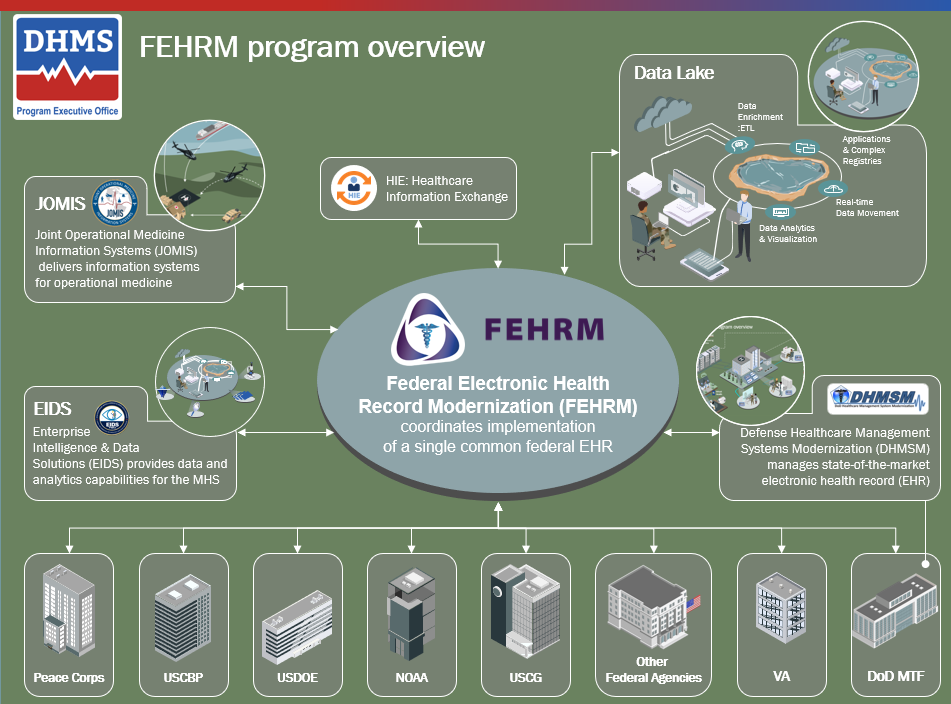 DHMS
Program Executive Office
FEHRM program overview
Data Lake
Data
Enrichment
:ETL
Applications
& Complex
Registries
Real-time
Data Movement
Data Analytics
& Visualization
HIE
HIE: Healthcare
Information Exchange
JOMIS
JOMIS
Joint Operational Medicine
Information Systems (JOMIS)
delivers information systems
for operational medicine
FEHRM
Federal Electronic Health
Record Modernization (FEHRM)
coordinates implementation
of a single common federal EHR
EIDS
EIDS
Enterprise
Intelligence & Data
Solutions (EIDS) provides data and
analytics capabilities for the MHS
DHMSM
Defense Healthcare Management
Systems Modernization (DHMSM)
manages state-of-the-market
electronic health record (EHR)
Peace Corps
USCBP
USDOE
NOAA
USCG
Other
Federal Agencies
VA
DoD MTF